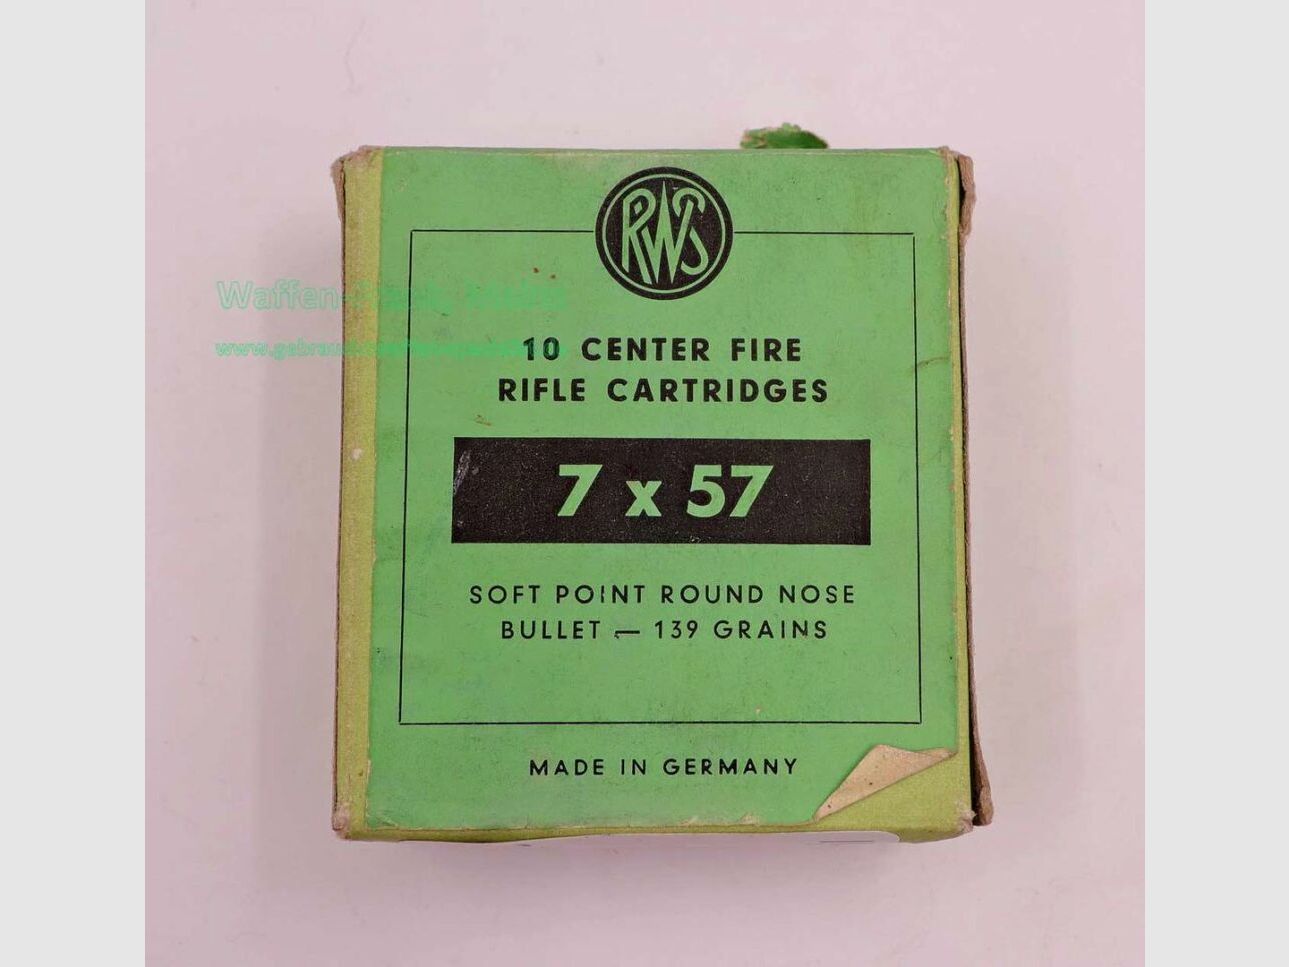 RWS
10 CENTER FIRE
RIFLE CARTRIDGES
7 x 57
SOFT POINT ROUND NOSE
BULLET — 139 GRAINS
MADE IN GERMANY